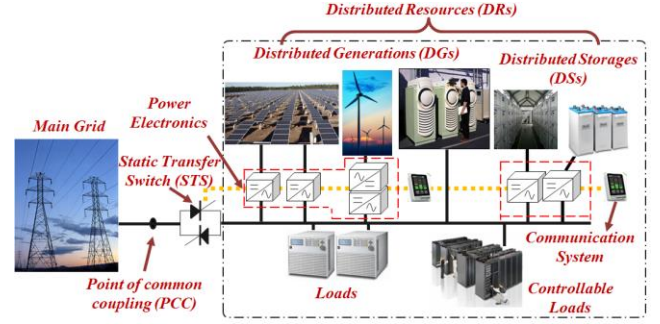 Distributed Resources (DRs)
Distributed Generations (DGs)
Distributed Storages
(DSs)
Power
Electronics
Main Grid
Static Transfer
Switch (STS)
Point of common
coupling (PCC)
Loads
Communication
System
Controllable
Loads